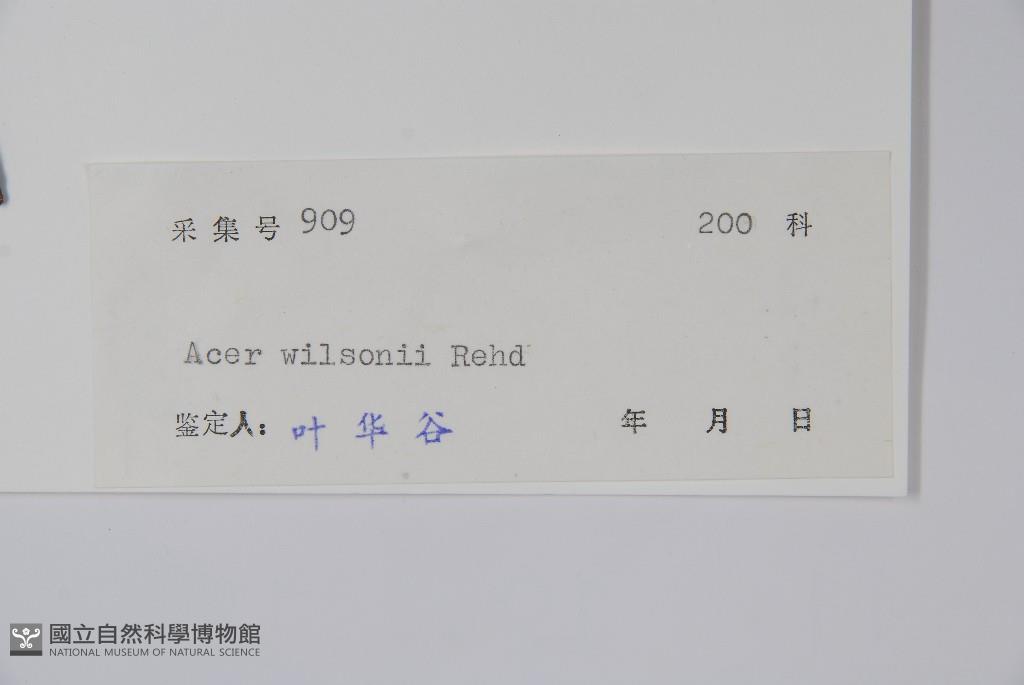 采集号 909 200 科
Acer wilsonii Rehd
鉴定人: 叶华谷 年 月 日
國立自然科學博物館
NATIONAL MUSEUM OF NATURAL SCIENCE